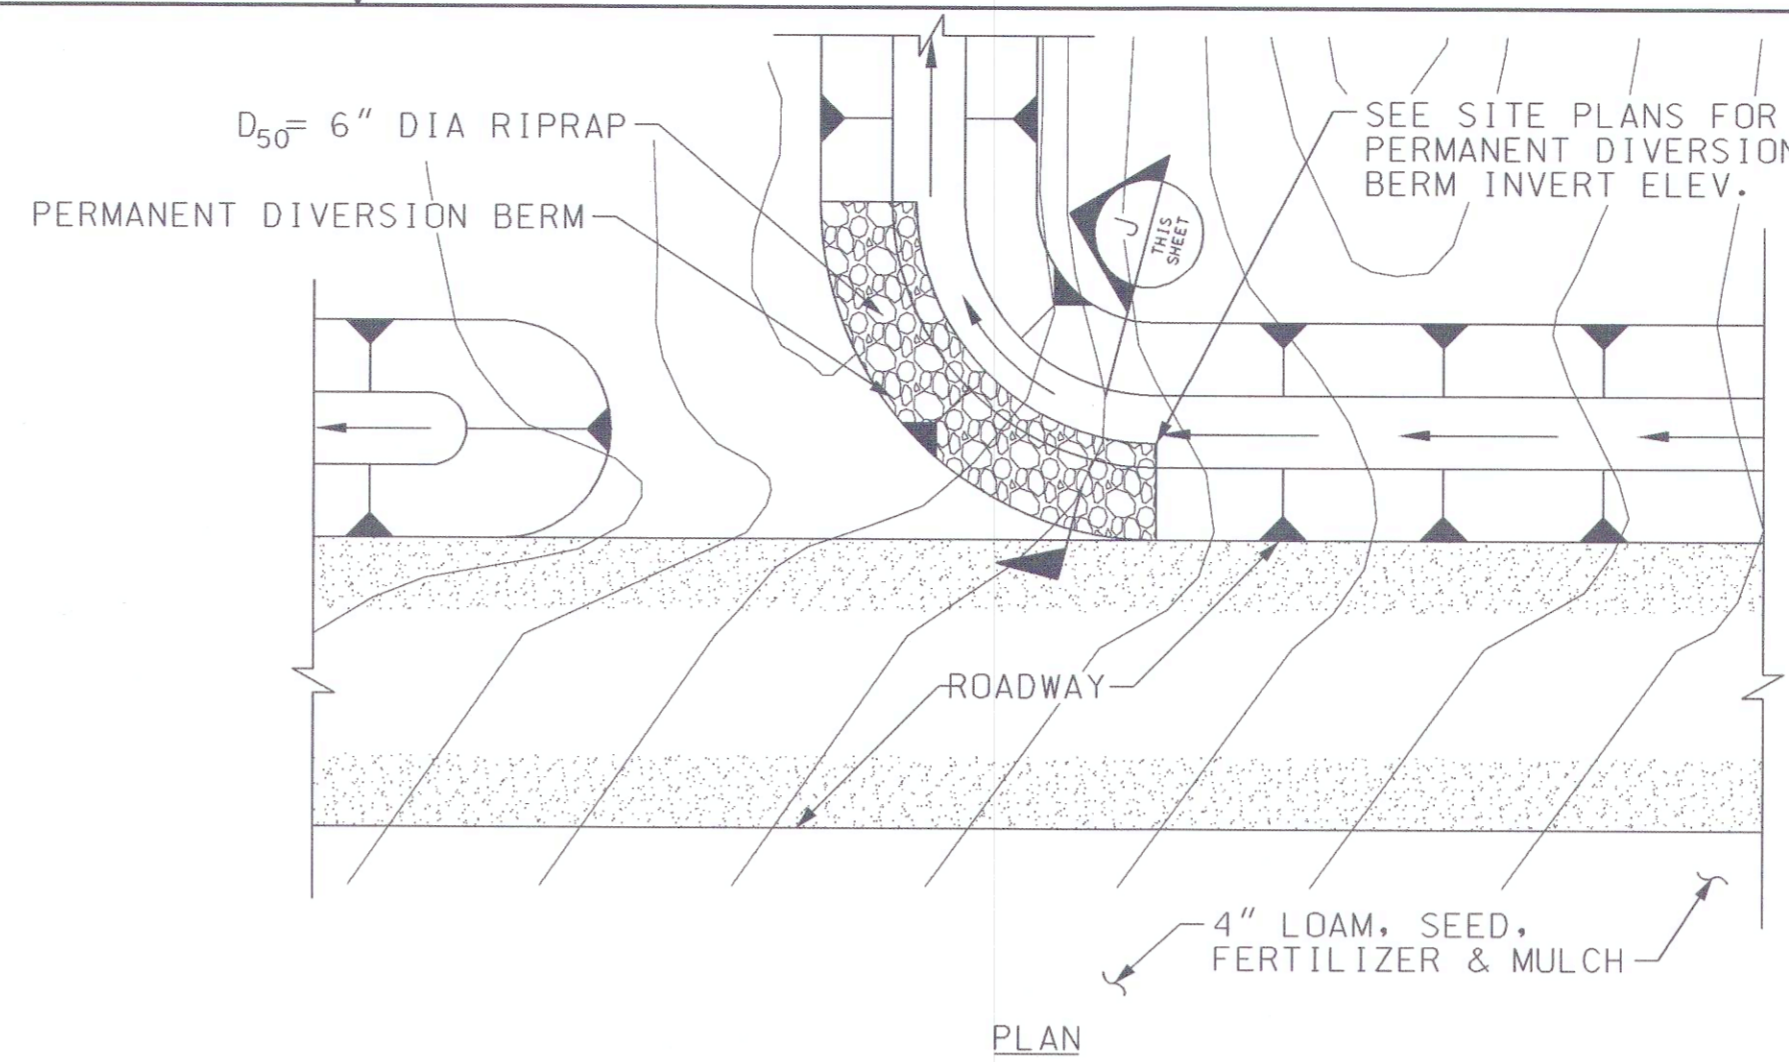 D50= 6" DIA RIPRAP
PERMANENT DIVERSION BERM
SEE SITE PLANS FOR
PERMANENT DIVERSION
BERM INVERT ELEV.
J
THIS
SHEET
ROADWAY
4" LOAM, SEED,
FERTILIZER & MULCH
PLAN